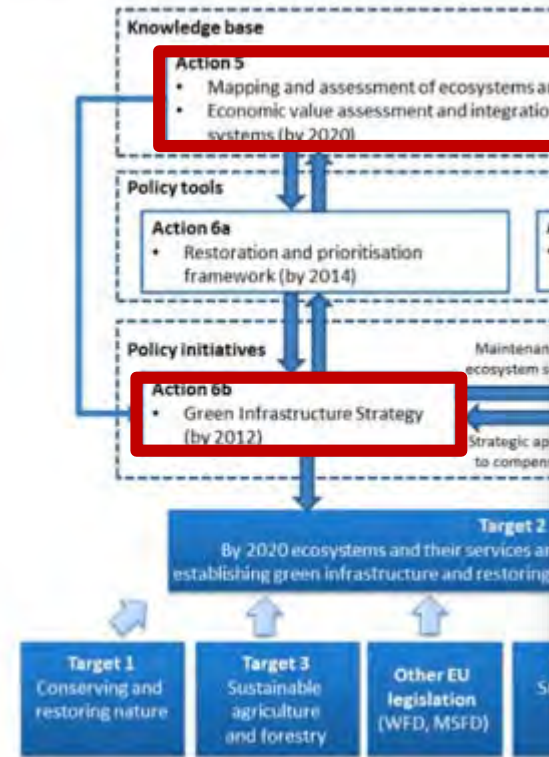 Knowledge base
Action 5
• Mapping and assessment of ecosystems a
• Economic value assessment and integratio
systems (by 2020)
Policy tools
Action 6a
• Restoration and prioritisation
framework (by 2014)
Policy initiatives
Maintenan
ecosystem s
Action 6b
• Green Infrastructure Strategy
(by 2012)
Strategic ap
to compens
Target 2
By 2020 ecosystems and their services a
establishing green infrastructure and restoring
Target 1
Conserving and
restoring nature
Target 3
Sustainable
agriculture
and forestry
Other EU
legislation
(WFD, MSFD)
S